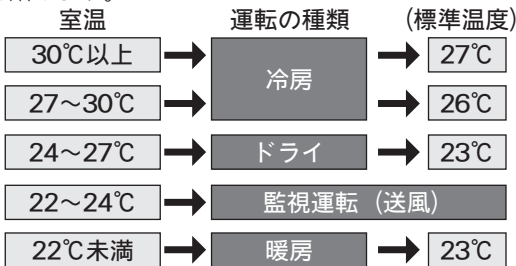 室温 運転の種類 (標準温度)
30℃以上 冷房 27℃
27～30℃ 26℃
24～27℃ ドライ 23℃
22～24℃ 監視運転（送風）
22℃未満 暖房 23℃